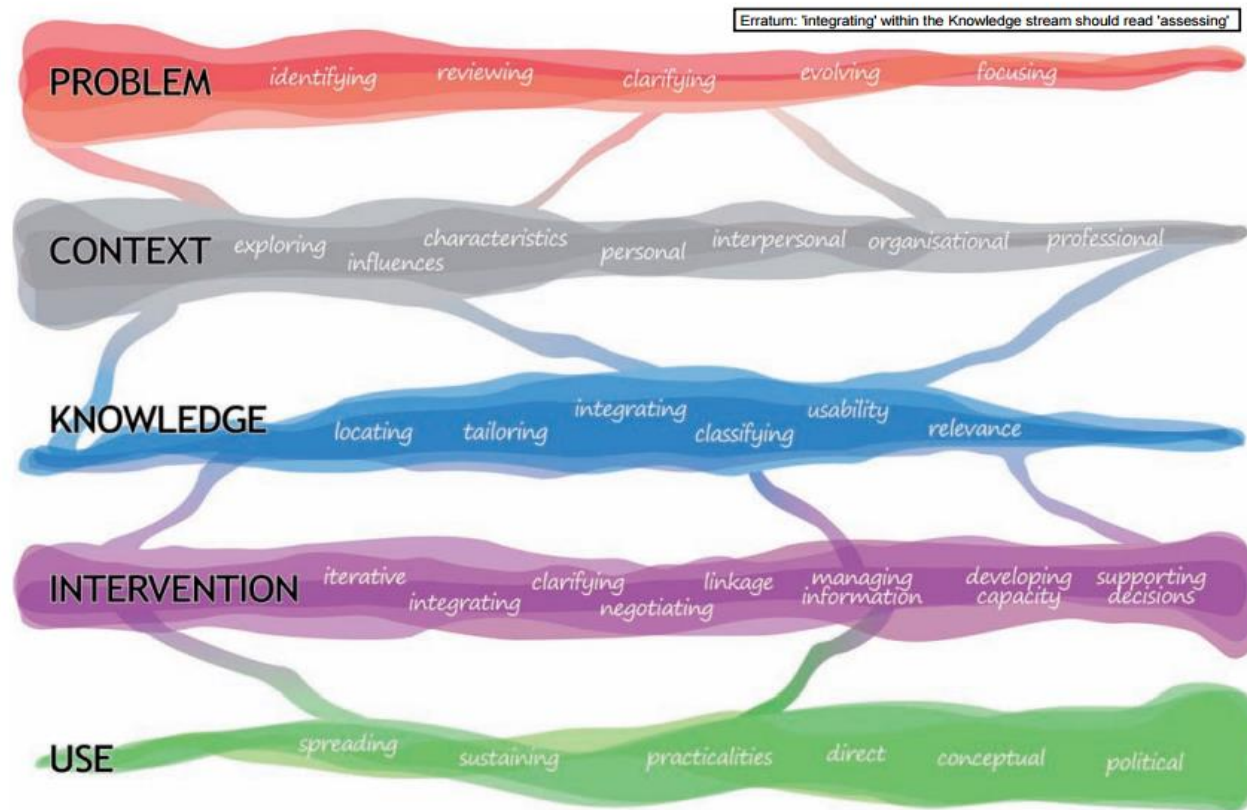 Erratum: 'integrating' within the Knowledge stream should read 'assessing'
PROBLEM
identifying
reviewing
clarifying
evolving
focusing
CONTEXT
exploring
influences
characteristics
personal
interpersonal
organisational
professional
KNOWLEDGE
locating
tailoring
integrating
classifying
usability
relevance
INTERVENTION
iterative
integrating
clarifying
negotiating
linkage
managing
information
developing
capacity
supporting
decisions
USE
spreading
sustaining
practicalities
direct
conceptual
political